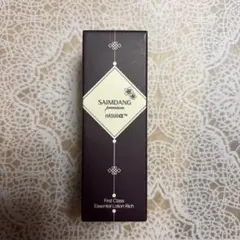 SAIMDANG
premium
First Class
Essential Lotion Rich